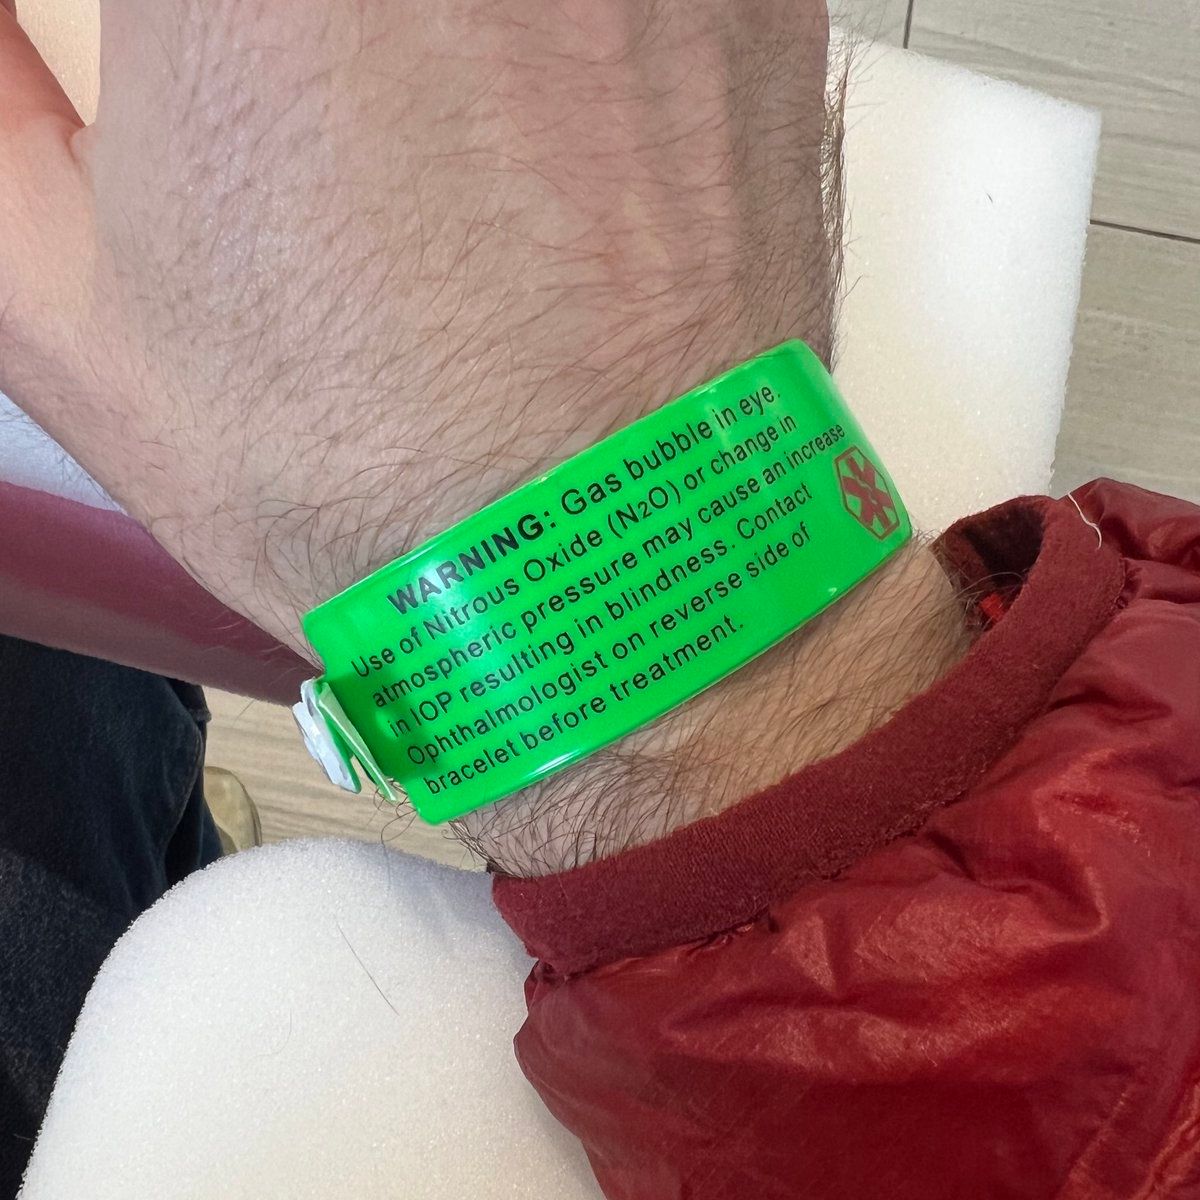 WARNING: Gas bubble in eye.
Use of Nitrous Oxide (N2O) or change in
atmospheric pressure may cause an increase
in IOP resulting in blindness. Contact
Ophthalmologist on reverse side of
bracelet before treatment.